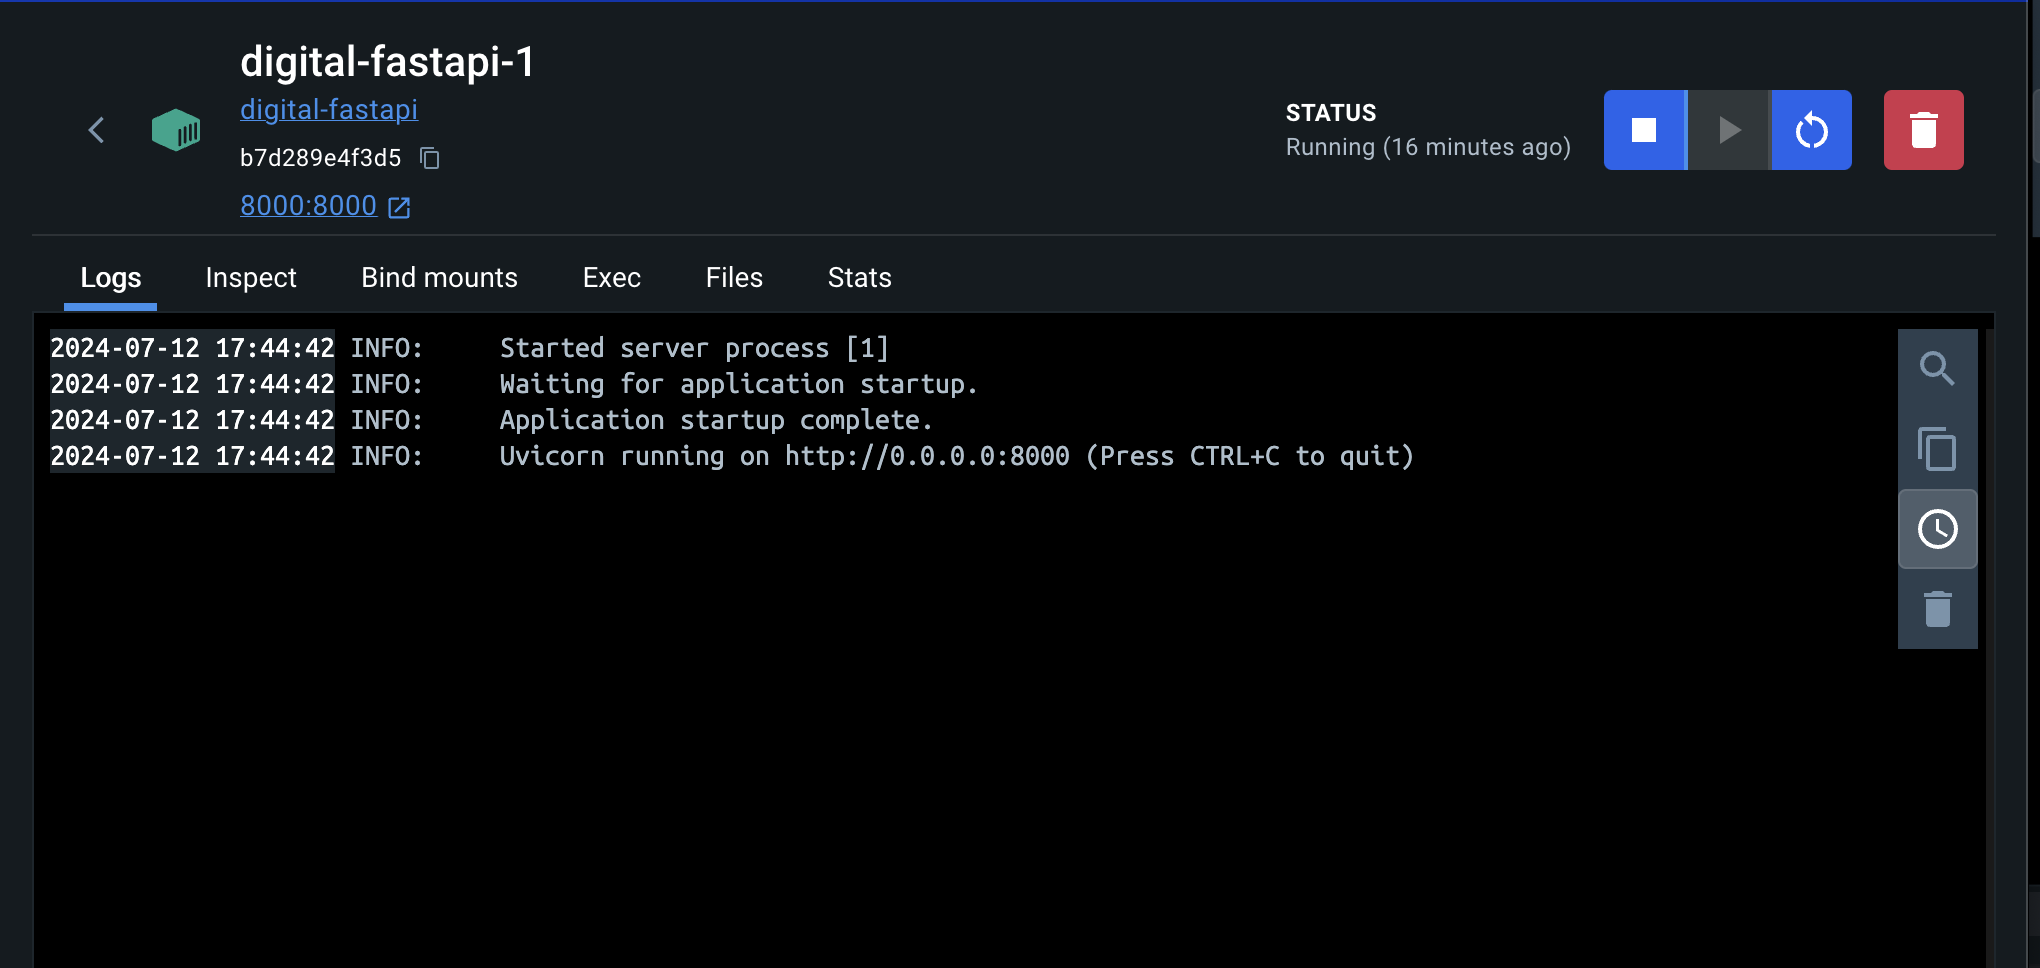 digital-fastapi-1
digital-fastapi
b7d289e4f3d5
8000:8000
STATUS
Running (16 minutes ago)
Logs Inspect Bind mounts Exec Files Stats
2024-07-12 17:44:42 INFO: Started server process [1]
2024-07-12 17:44:42 INFO: Waiting for application startup.
2024-07-12 17:44:42 INFO: Application startup complete.
2024-07-12 17:44:42 INFO: Uvicorn running on http://0.0.0.0:8000 (Press CTRL+C to quit)